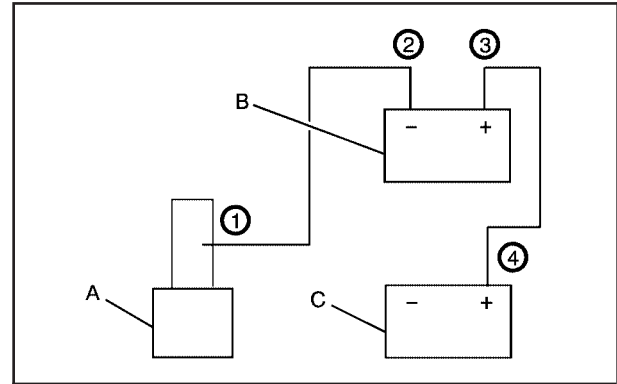 ② ③
B
− +
①
④
A
C
− +